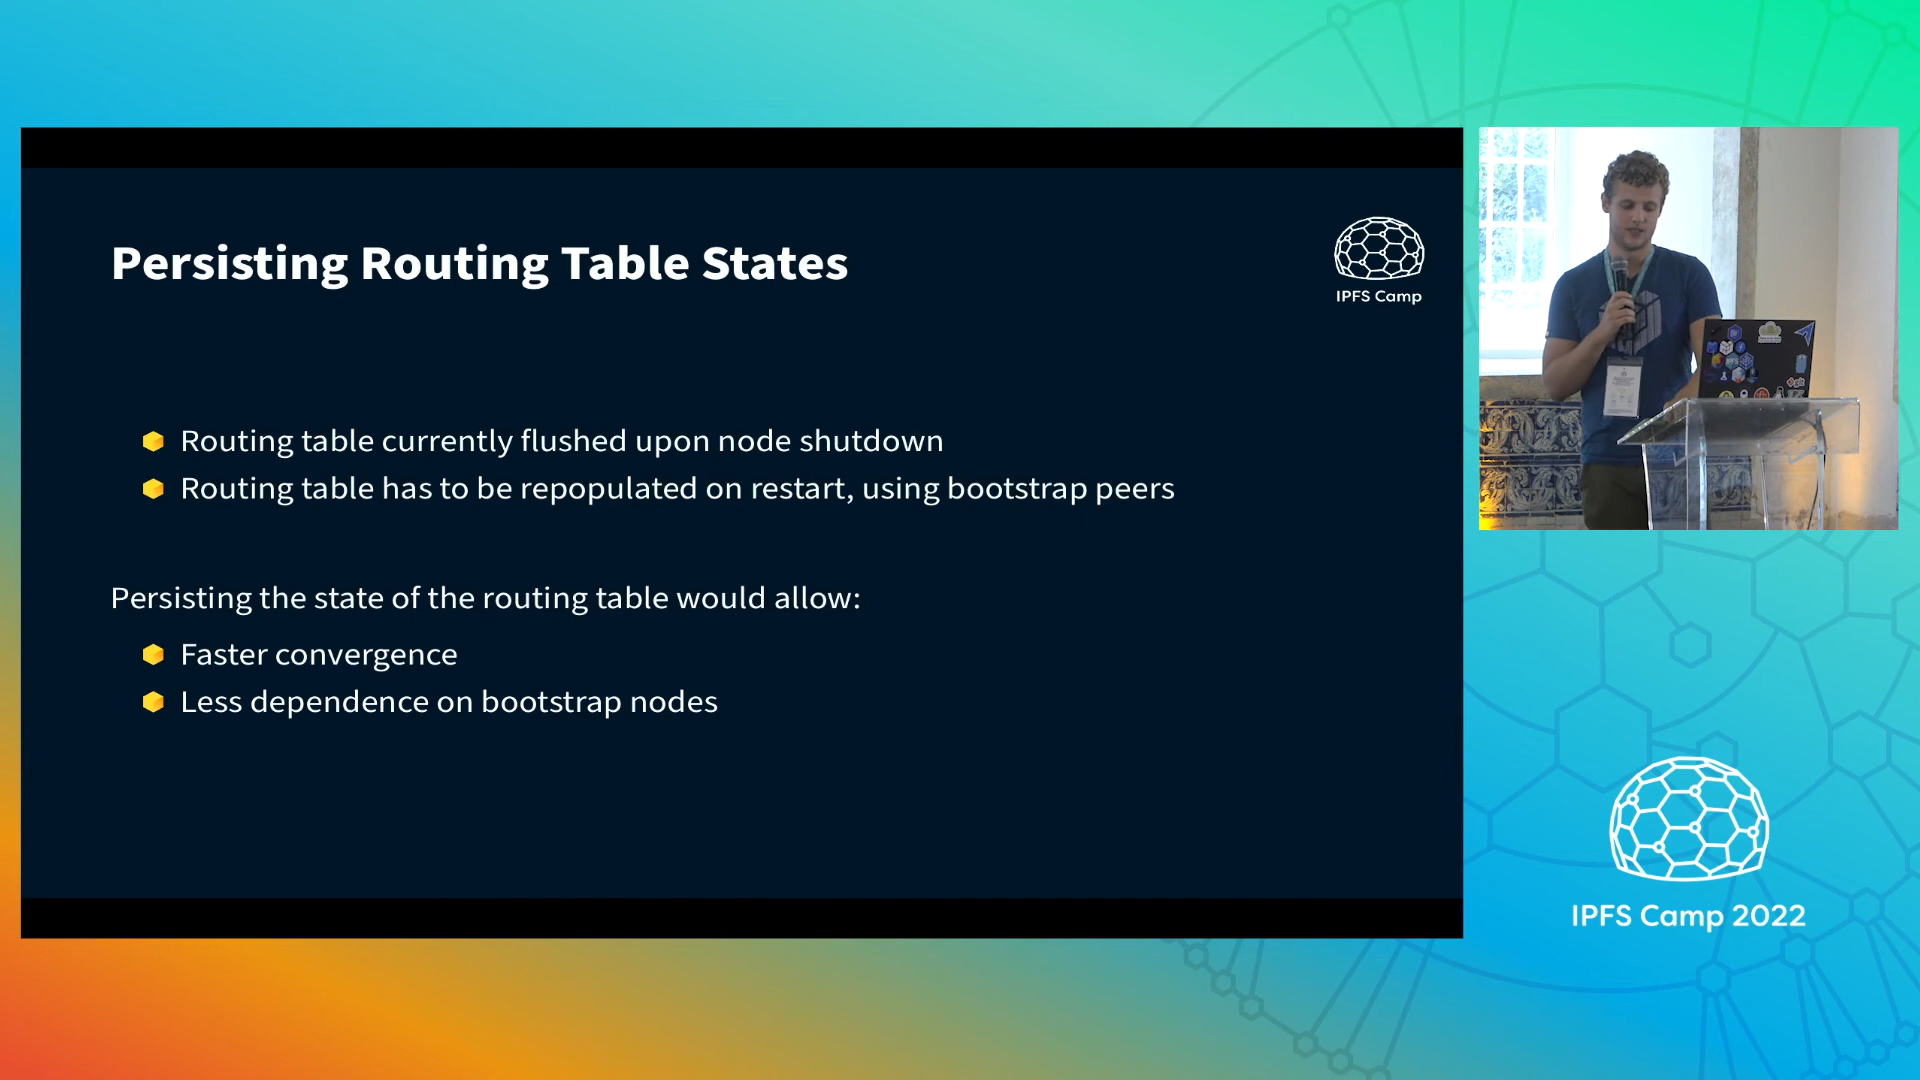 Persisting Routing Table States
IPFS Camp
Routing table currently flushed upon node shutdown
Routing table has to be repopulated on restart, using bootstrap peers
Persisting the state of the routing table would allow:
Faster convergence
Less dependence on bootstrap nodes
IPFS Camp 2022